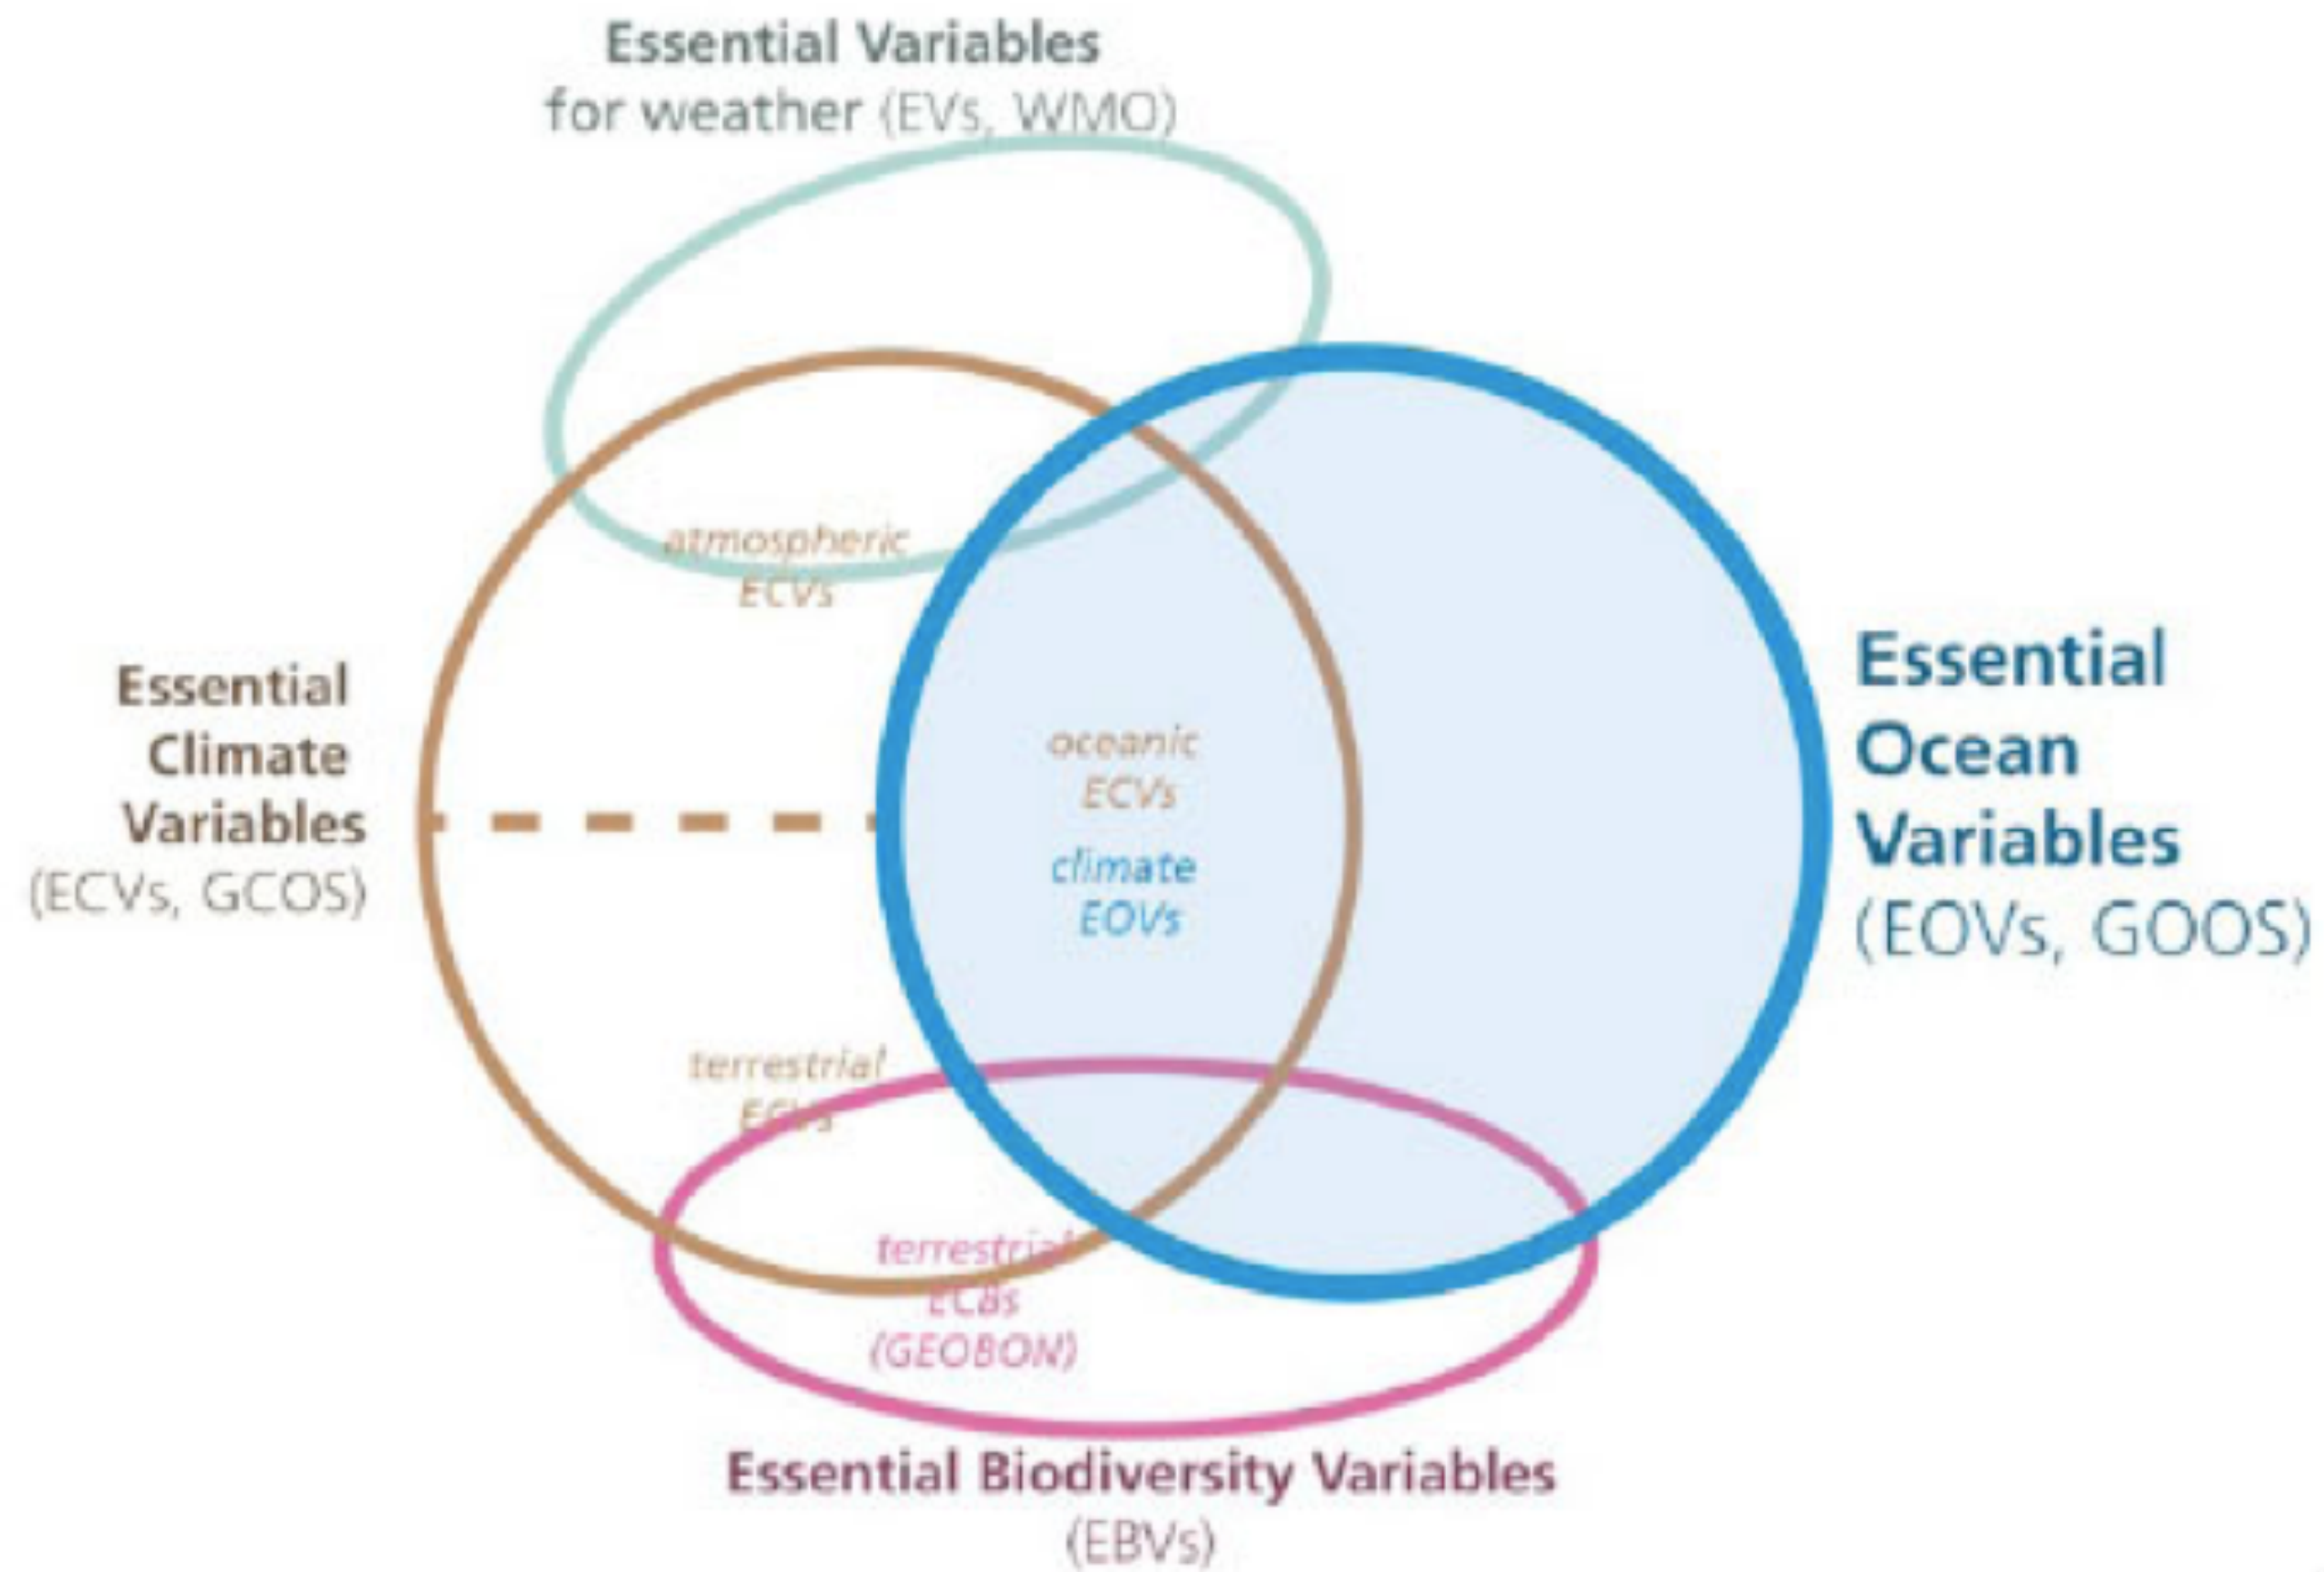 Essential Variables
for weather (EVs, WMO)
atmospheric
ECVs
Essential
Climate
Variables
(ECVs, GCOS)
oceanic
ECVs
climate
EOVs
Essential
Ocean
Variables
(EOVs, GOOS)
terrestrial
ECVs
terrestrial
ECBs
(GEOBON)
Essential Biodiversity Variables
(EBVs)